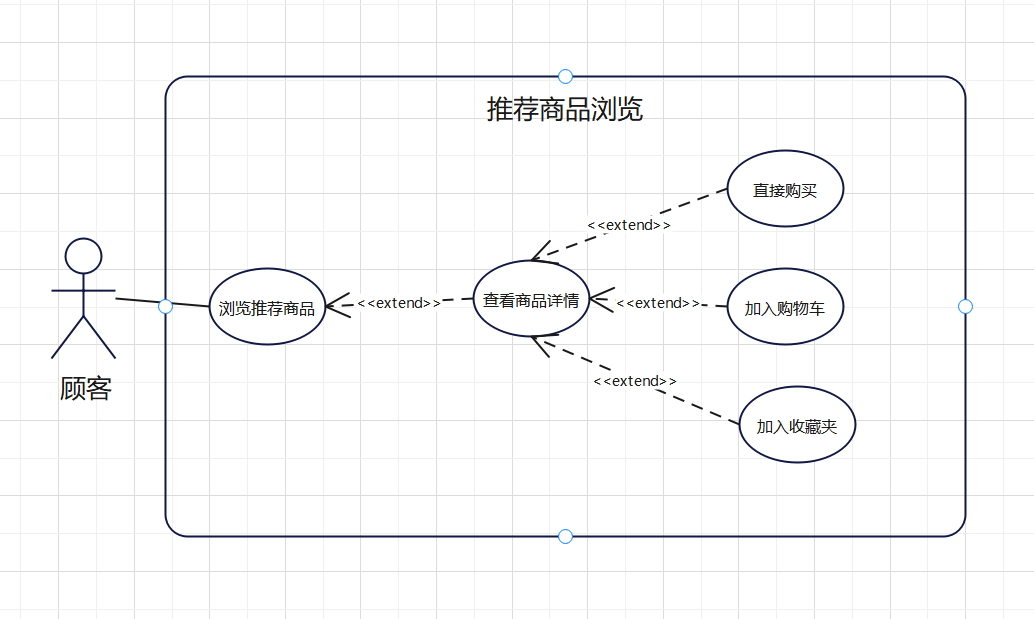 推荐商品浏览
直接购买
<<extend>>
顾客
浏览推荐商品
<<extend>>
查看商品详情
<<extend>>
加入购物车
<<extend>>
加入收藏夹